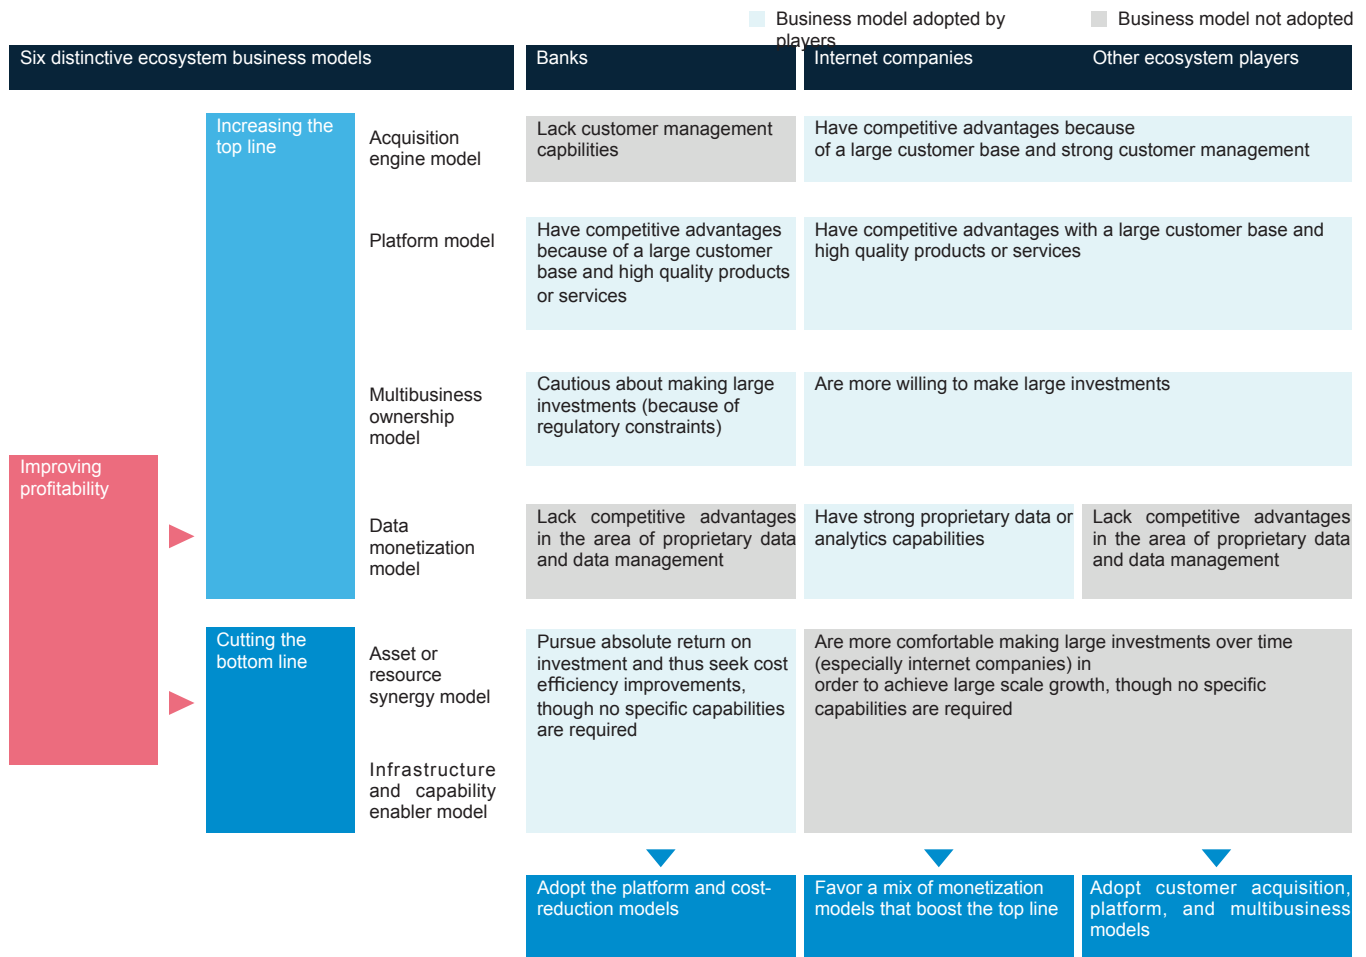 Business model adopted by
players
Business model not adopted
Six distinctive ecosystem business models
Banks
Internet companies
Other ecosystem players
Increasing the
top line
Acquisition
engine model
Lack customer management
capbilities
Have competitive advantages because
of a large customer base and strong customer management
Platform model
Have competitive advantages
because of a large customer
base and high quality products
or services
Have competitive advantages with a large customer base and
high quality products or services
Multibusiness
ownership
model
Cautious about making large
investments (because of
regulatory constraints)
Are more willing to make large investments
Improving
profitability
Data
monetization
model
Lack competitive advantages
in the area of proprietary data
and data management
Have strong proprietary data or
analytics capabilities
Lack competitive advantages
in the area of proprietary data
and data management
Cutting the
bottom line
Asset or
resource
synergy model
Pursue absolute return on
investment and thus seek cost
efficiency improvements,
though no specific capabilities
are required
Are more comfortable making large investments over time
(especially internet companies) in
order to achieve large scale growth, though no specific
capabilities are required
Infrastructure
and capability
enabler model
Adopt the platform and cost-
reduction models
Favor a mix of monetization
models that boost the top line
Adopt customer acquisition,
platform, and multibusiness
models